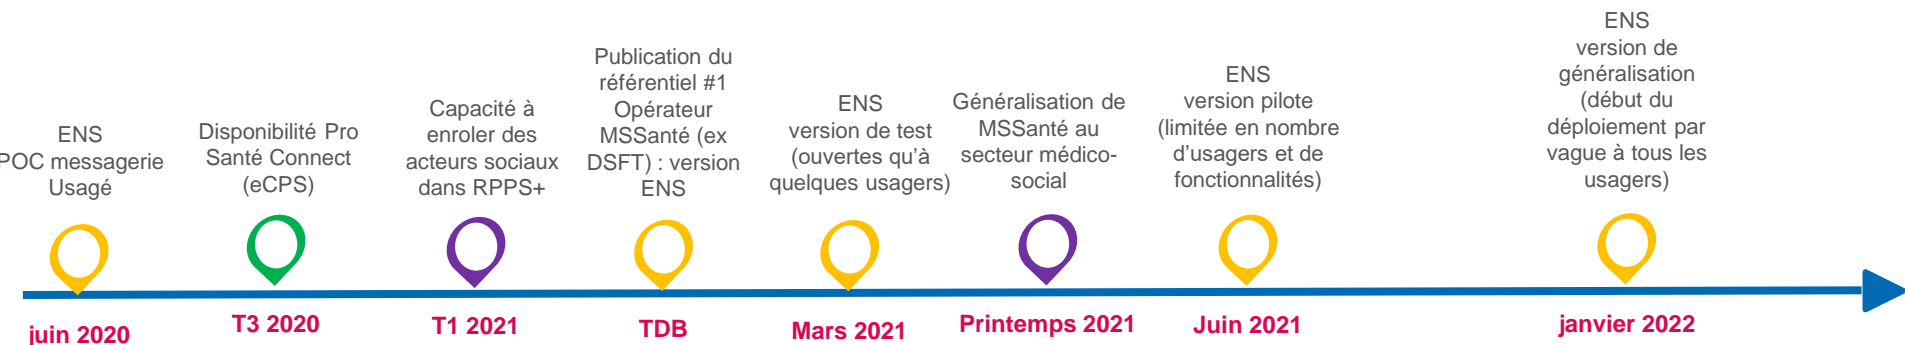 ENS
POC messagerie
Usagé
juin 2020
Disponibilité Pro
Santé Connect
(eCPS)
T3 2020
Capacité à
enroler des
acteurs sociaux
dans RPPS+
T1 2021
Publication du
référentiel #1
Opérateur
MSSanté (ex
DSFT) : version
ENS
TDB
ENS
version de test
(ouvertes qu'à
quelques usagers)
Mars 2021
Généralisation de
MSSanté au
secteur médico-
social
Printemps 2021
ENS
version pilote
(limitée en nombre
d'usagers et de
fonctionnalités)
Juin 2021
ENS
version de
généralisation
(début du
déploiement par
vague à tous les
usagers)
janvier 2022